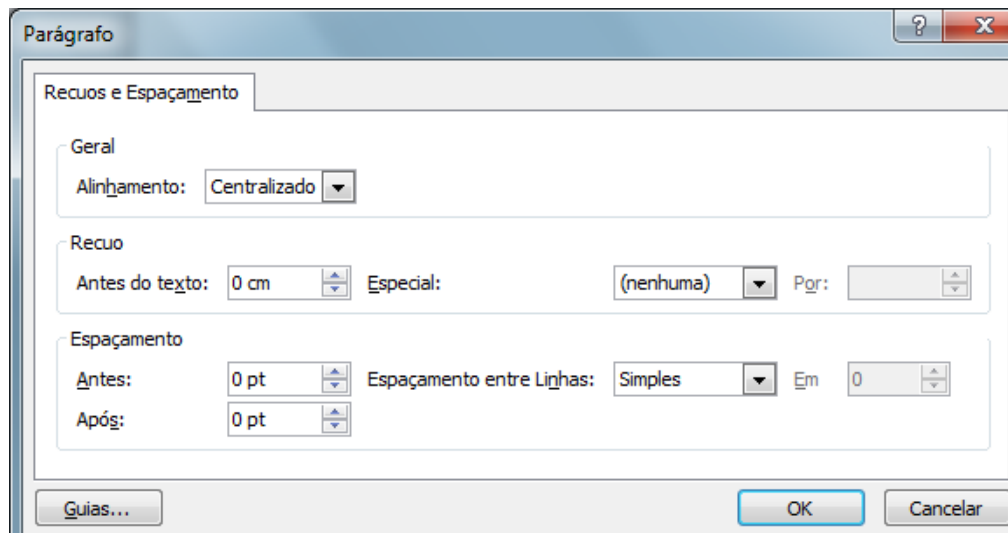 Parágrafo
Recuos e Espaçamento
Geral
Alinhamento: Centralizado
Recuo
Antes do texto: 0 cm Especial: (nenhuma) Por:
Espaçamento
Antes: 0 pt Espaçamento entre Linhas: Simples Em 0
Após: 0 pt
Guias... OK Cancelar